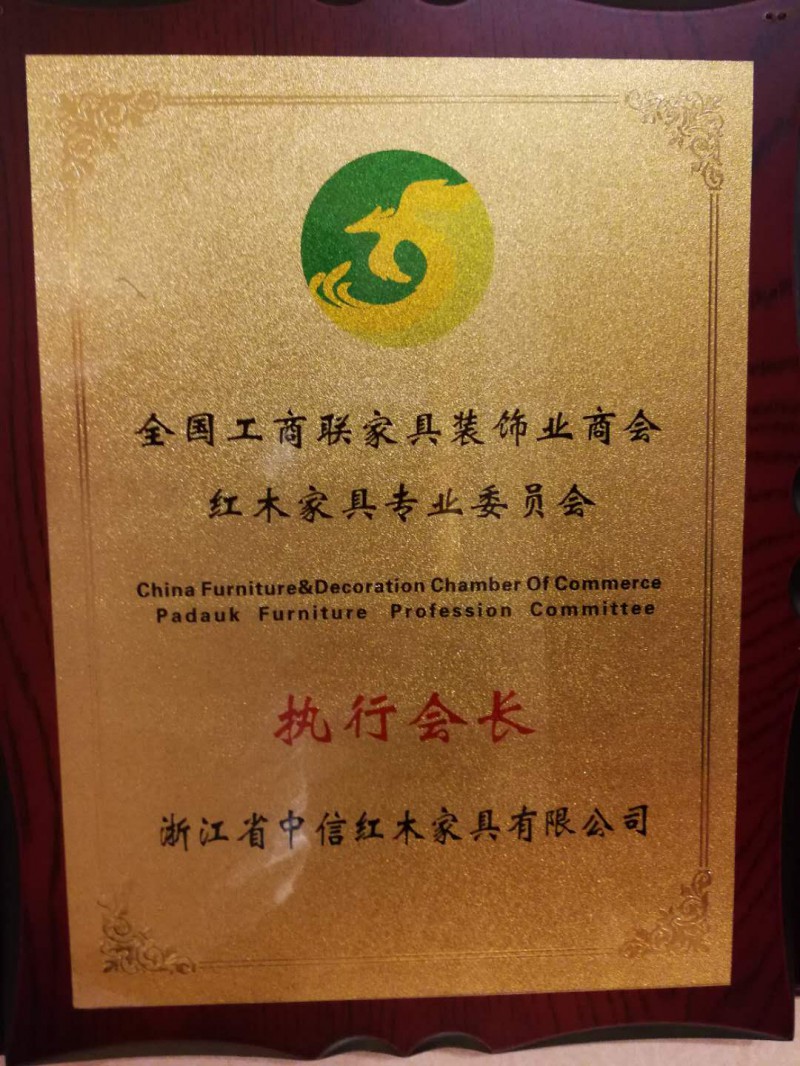 全国工商联家具装饰业商会
红木家具专业委员会
China Furniture&Decoration Chamber Of Commerce
Padauk Furniture Profession Committee
执行会长
浙江省中信红木家具有限公司